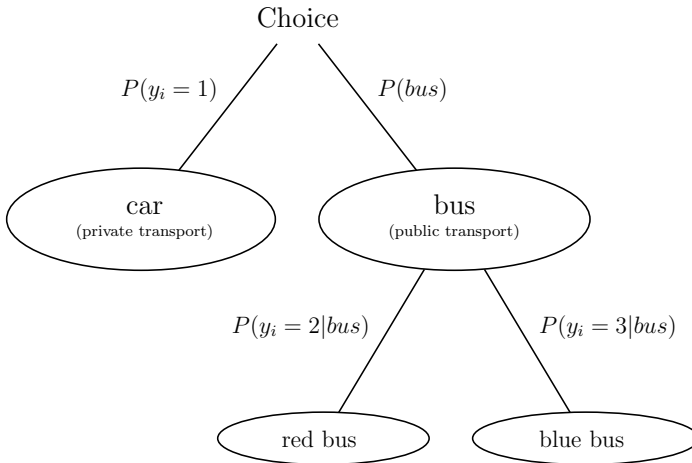 Choice
P(y_i = 1)
P(bus)
car
(private transport)
bus
(public transport)
P(y_i = 2|bus)
P(y_i = 3|bus)
red bus
blue bus